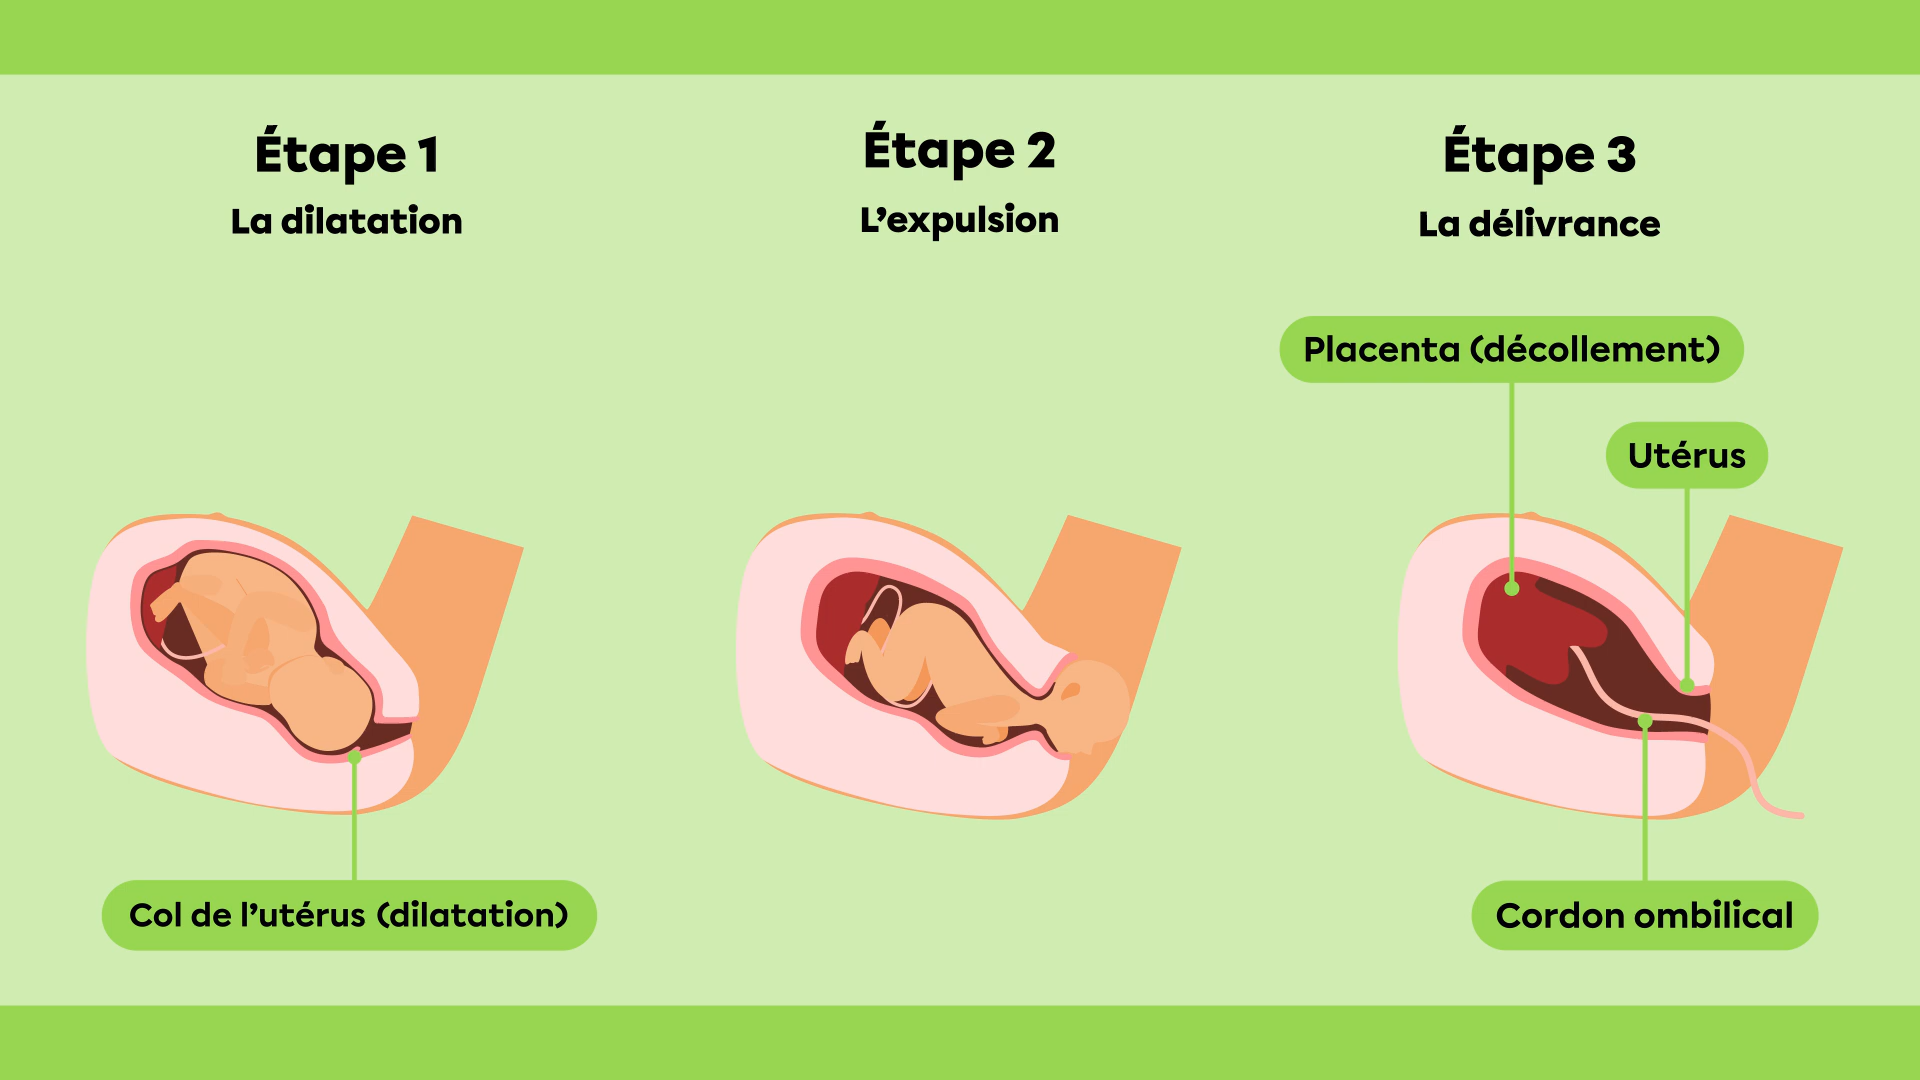 Étape 1
La dilatation
Col de l’utérus (dilatation)
Étape 2
L’expulsion
Étape 3
La délivrance
Placenta (décollement)
Utérus
Cordon ombilical